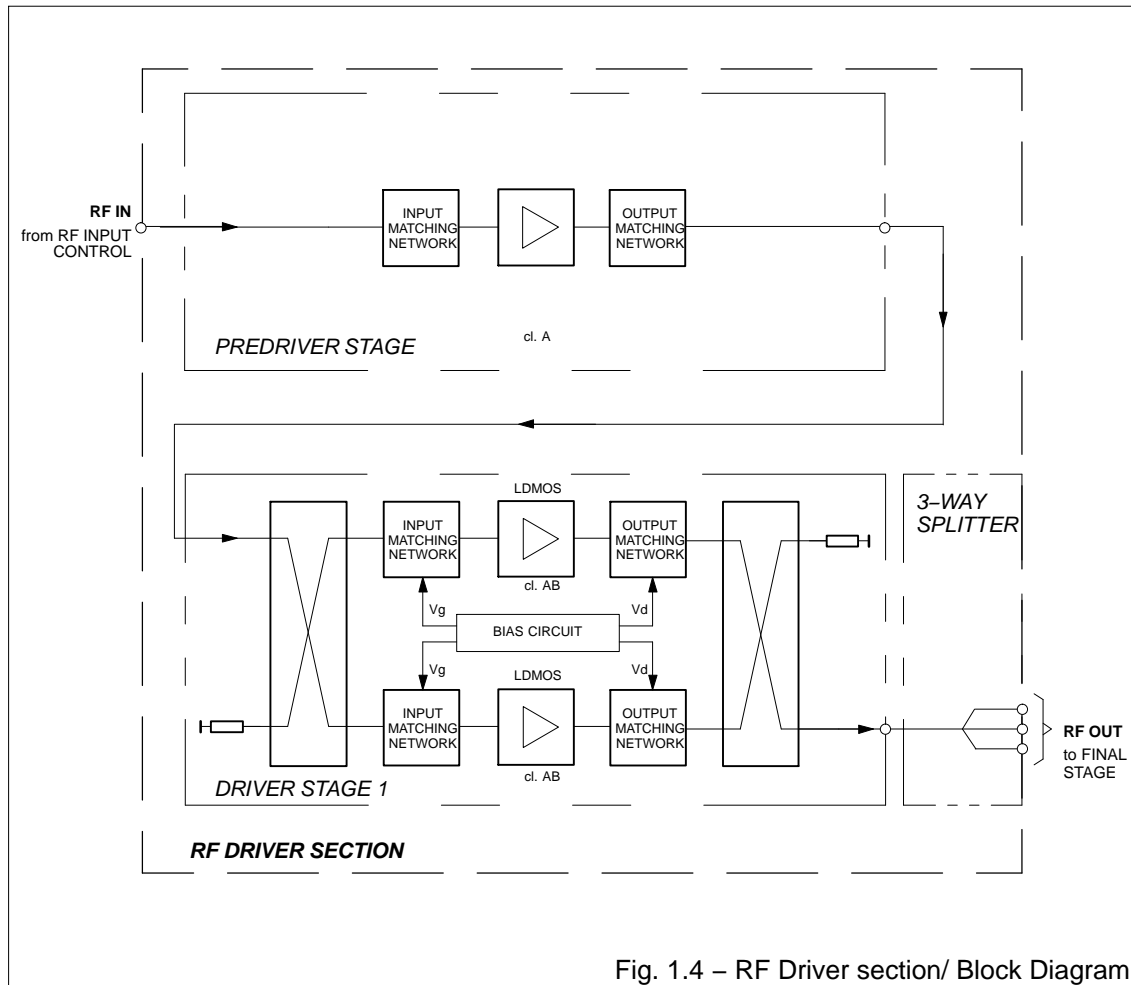 RF IN
from RF INPUT
CONTROL
INPUT
MATCHING
NETWORK
OUTPUT
MATCHING
NETWORK
cl. A
PREDRIVER STAGE
LDMOS
INPUT
MATCHING
NETWORK
OUTPUT
MATCHING
NETWORK
3–WAY
SPLITTER
cl. AB
Vg
Vd
BIAS CIRCUIT
Vg
Vd
LDMOS
INPUT
MATCHING
NETWORK
OUTPUT
MATCHING
NETWORK
cl. AB
RF OUT
to FINAL
STAGE
DRIVER STAGE 1
RF DRIVER SECTION
Fig. 1.4 – RF Driver section/ Block Diagram